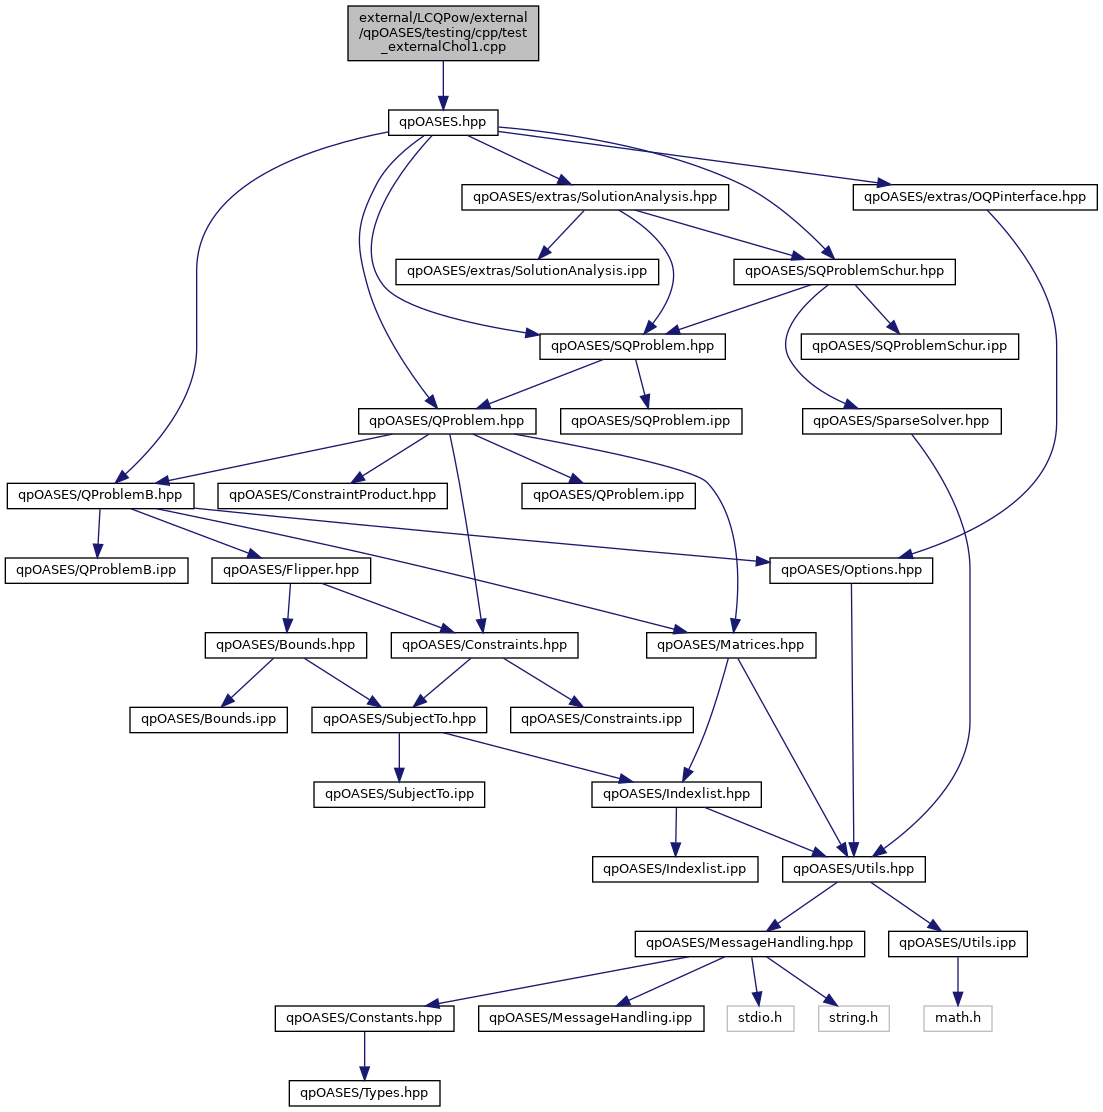 external/LCQPow/external
/qpOASES/testing/cpp/test
_externalChol1.cpp
qpOASES.hpp
qpOASES/extras/SolutionAnalysis.hpp
qpOASES/extras/OQPinterface.hpp
qpOASES/extras/SolutionAnalysis.ipp
qpOASES/SQProblemSchur.hpp
qpOASES/SQProblem.hpp
qpOASES/SQProblemSchur.ipp
qpOASES/QProblem.hpp
qpOASES/SQProblem.ipp
qpOASES/SparseSolver.hpp
qpOASES/QProblemB.hpp
qpOASES/ConstraintProduct.hpp
qpOASES/QProblem.ipp
qpOASES/QProblemB.ipp
qpOASES/Flipper.hpp
qpOASES/Options.hpp
qpOASES/Bounds.hpp
qpOASES/Constraints.hpp
qpOASES/Matrices.hpp
qpOASES/Bounds.ipp
qpOASES/SubjectTo.hpp
qpOASES/Constraints.ipp
qpOASES/SubjectTo.ipp
qpOASES/Indexlist.hpp
qpOASES/Indexlist.ipp
qpOASES/Utils.hpp
qpOASES/MessageHandling.hpp
qpOASES/Utils.ipp
qpOASES/Constants.hpp
qpOASES/MessageHandling.ipp
stdio.h
string.h
math.h
qpOASES/Types.hpp